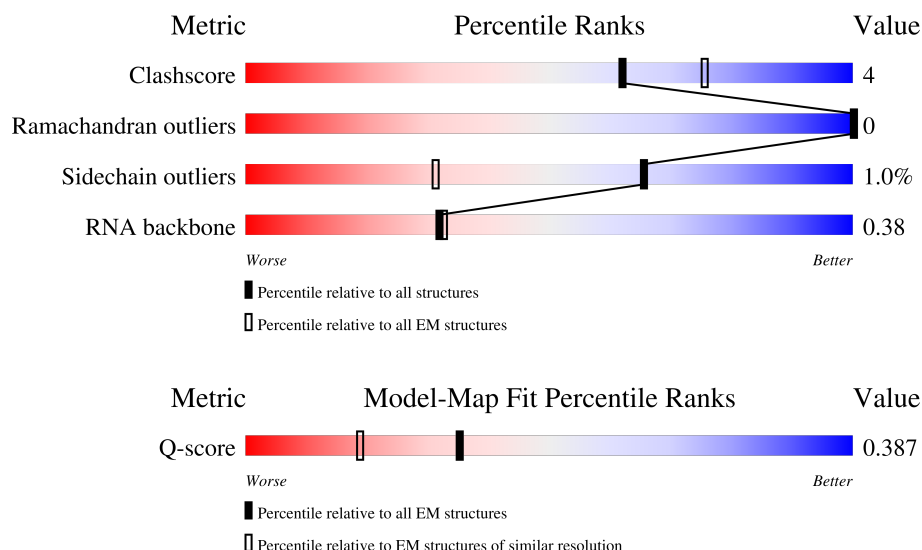 Metric Percentile Ranks Value
Clashscore 4
Ramachandran outliers 0
Sidechain outliers 1.0%
RNA backbone 0.38
Worse Better
Percentile relative to all structures
Percentile relative to all EM structures
Metric Model-Map Fit Percentile Ranks Value
Q-score 0.387
Worse Better
Percentile relative to all EM structures
Percentile relative to EM structures of similar resolution